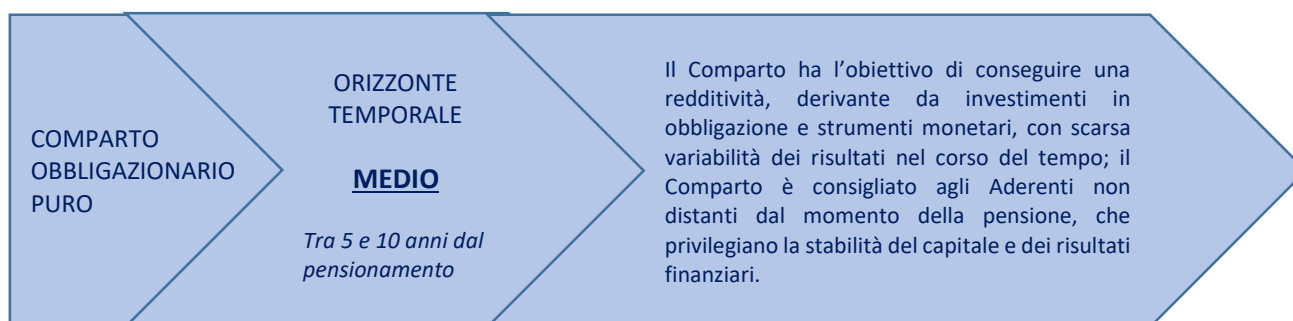 COMPARTO
OBBLIGAZIONARIO
PURO
ORIZZONTE
TEMPORALE
MEDIO
Tra 5 e 10 anni dal
pensionamento
Il Comparto ha l’obiettivo di conseguire una
redditività, derivante da investimenti in
obbligazione e strumenti monetari, con scarsa
variabilità dei risultati nel corso del tempo; il
Comparto è consigliato agli Aderenti non
distanti dal momento della pensione, che
privilegiano la stabilità del capitale e dei risultati
finanziari.